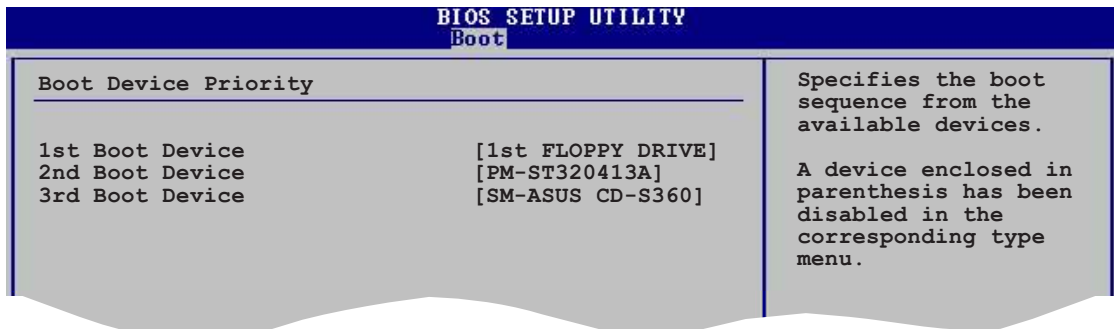 BIOS SETUP UTILITY
Boot
Boot Device Priority
1st Boot Device [1st FLOPPY DRIVE]
2nd Boot Device [PM-ST320413A]
3rd Boot Device [SM-ASUS CD-S360]
Specifies the boot
sequence from the
available devices.
A device enclosed in
parenthesis has been
disabled in the
corresponding type
menu.